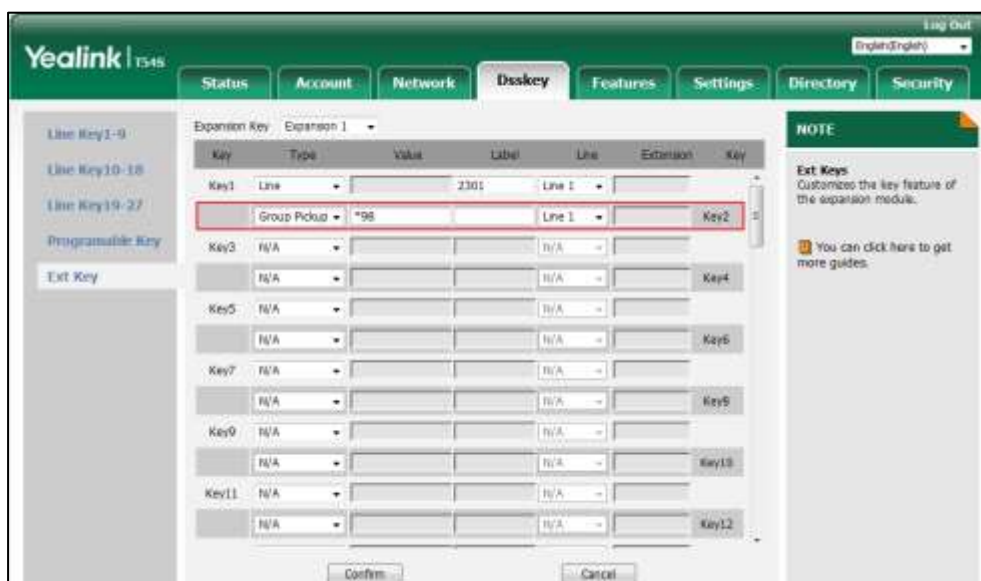 Log Out
English(English)
Yealink T54S
Status Account Network Dsskey Features Settings Directory Security
Line Key1-9
Line Key10-18
Line Key19-27
Programable Key
Ext Key
Expansion Key Expansion 1
Key Type Value Label Line Extension Key
Key1 Line 2301 Line 1
Group Pickup *98 Line 1 Key2
Key3 N/A N/A
N/A N/A Key4
Key5 N/A N/A
N/A N/A Key6
Key7 N/A N/A
N/A N/A Key8
Key9 N/A N/A
N/A N/A Key10
Key11 N/A N/A
N/A N/A Key12
Confirm Cancel
NOTE
Ext Keys
Customizes the key feature of
the expansion module.
You can click here to get
more guides.